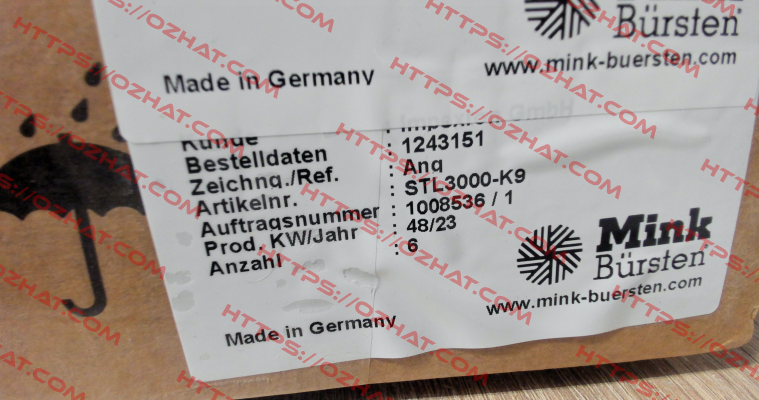 Mink
Bürsten
www.mink-buersten.com
Made in Germany
Kunde :
Bestelldaten : 1243151
Zeichng./Ref. : Ang
Artikelnr. : STL3000-K9
Auftragsnummer : 1008536 / 1
Prod. KW/Jahr : 48/23
Anzahl : 6
Mink
Bürsten
www.mink-buersten.com
Made in Germany
HTTPS://OZHAT.COM